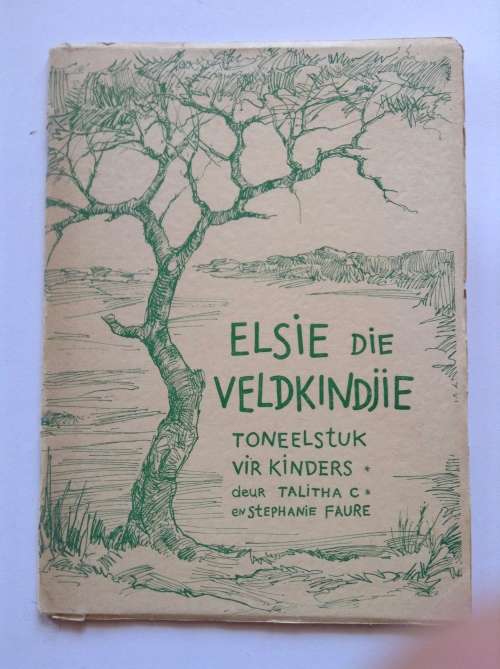 ELSiE DiE
VELDKiNDjiE
TONEELStUK
ViR KiNDERS *
deur TALiTHA C *
en STEPHANiE FAURE